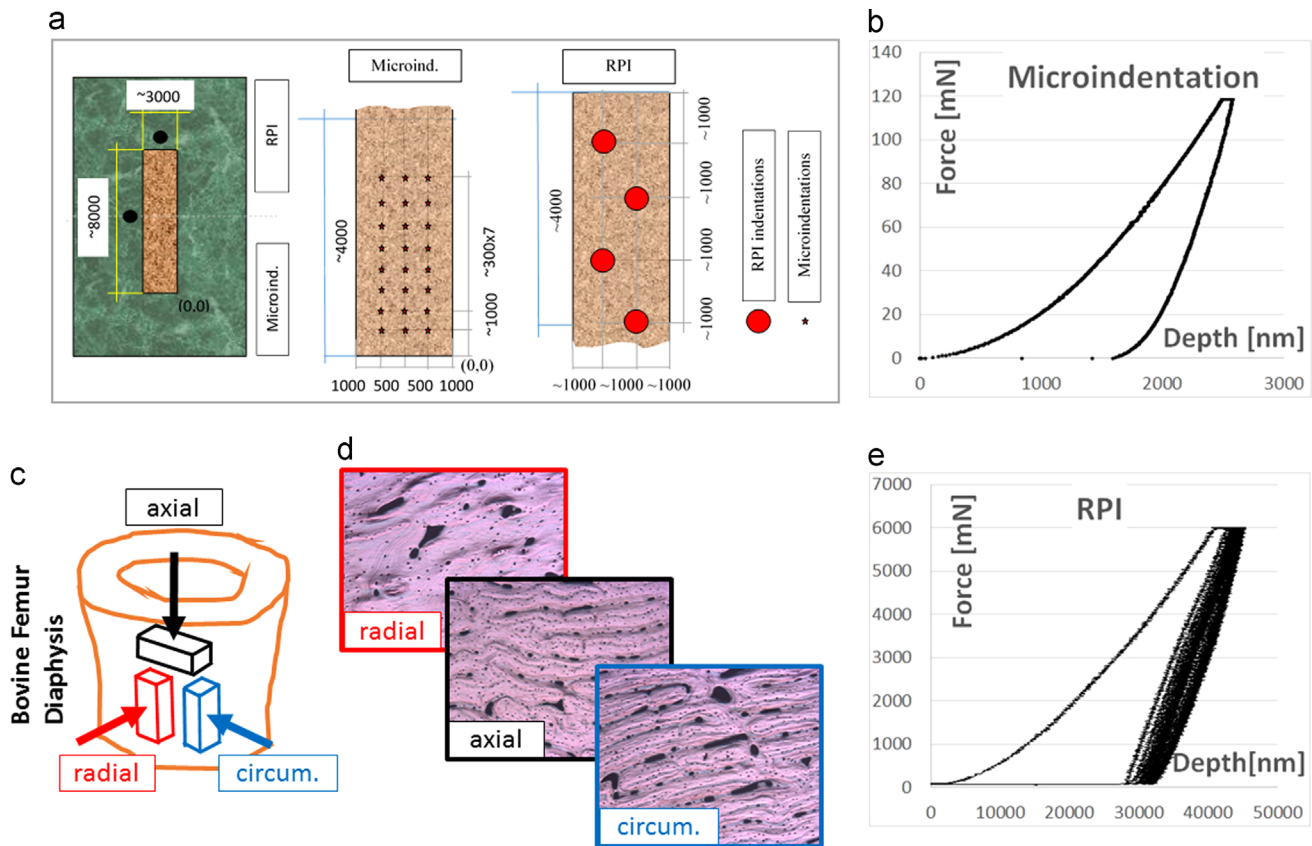 a
~3000
~8000
(0,0)
RPI
Microind.
Microind.
~4000
~300x7
~1000
(0,0)
1000 500 500 1000
RPI
~4000
~1000
~1000
~1000
~1000
~1000 ~1000 ~1000
RPI indentations
Microindentations
b
Microindentation
Force [mN]
Depth [nm]
140
120
100
80
60
40
20
0
0 1000 2000 3000
c
Bovine Femur
Diaphysis
axial
radial
circum.
d
radial
axial
circum.
e
RPI
Force [mN]
Depth[nm]
7000
6000
5000
4000
3000
2000
1000
0
0 10000 20000 30000 40000 50000